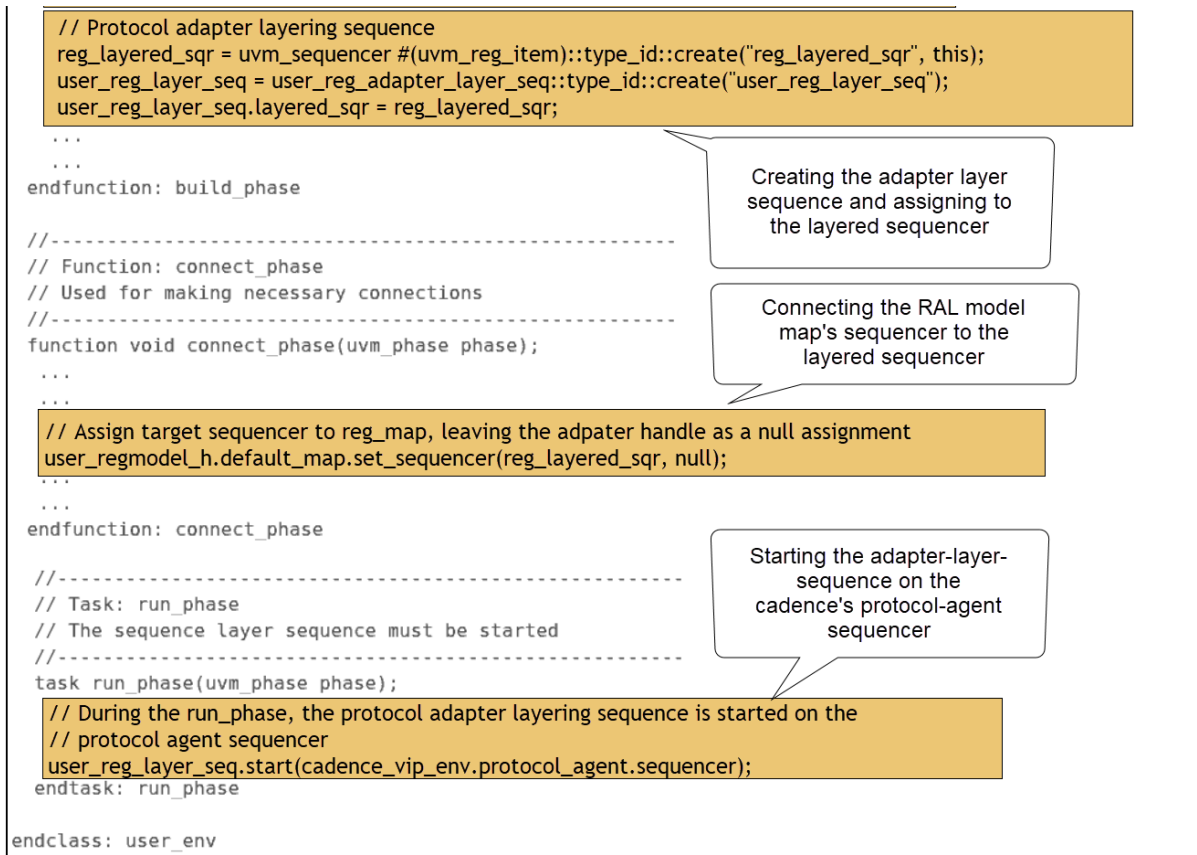 // Protocol adapter layering sequence
reg_layered_sqr = uvm_sequencer #(uvm_reg_item)::type_id::create("reg_layered_sqr", this);
user_reg_layer_seq = user_reg_adapter_layer_seq::type_id::create("user_reg_layer_seq");
user_reg_layer_seq.layered_sqr = reg_layered_sqr;
...
...
endfunction: build_phase
Creating the adapter layer
sequence and assigning to
the layered sequencer
//-----------------------------------------------------------
// Function: connect_phase
// Used for making necessary connections
//-----------------------------------------------------------
function void connect_phase(uvm_phase phase);
...
...
Connecting the RAL model
map's sequencer to the
layered sequencer
// Assign target sequencer to reg_map, leaving the adpater handle as a null assignment
user_regmodel_h.default_map.set_sequencer(reg_layered_sqr, null);
...
...
endfunction: connect_phase
//-----------------------------------------------------------
// Task: run_phase
// The sequence layer sequence must be started
//-----------------------------------------------------------
task run_phase(uvm_phase phase);
Starting the adapter-layer-
sequence on the
cadence's protocol-agent
sequencer
// During the run_phase, the protocol adapter layering sequence is started on the
// protocol agent sequencer
user_reg_layer_seq.start(cadence_vip_env.protocol_agent.sequencer);
endtask: run_phase
endclass: user_env